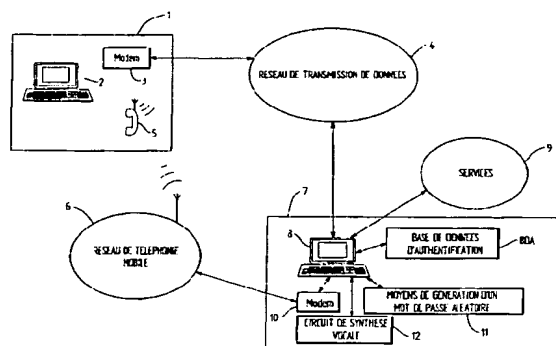 1
Modem
2
3
5
RESEAU DE TRANSMISSION DE DONNEES
4
SERVICES
9
6
RESEAU DE TELEPHONIE
MOBILE
7
8
BASE DE DONNEES
D'AUTHENTIFICATION
BDA
Modem
10
MOYENS DE GENERATION D'UN
MOT DE PASSE ALEATOIRE
11
CIRCUIT DE SYNTHESE
VOCALE
12